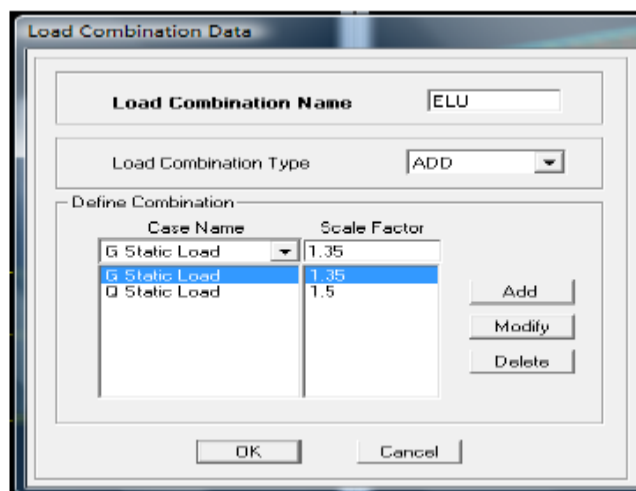 Load Combination Data
Load Combination Name ELU
Load Combination Type ADD
Define Combination
Case Name Scale Factor
G Static Load 1.35
G Static Load 1.35
Q Static Load 1.5
Add
Modify
Delete
OK Cancel